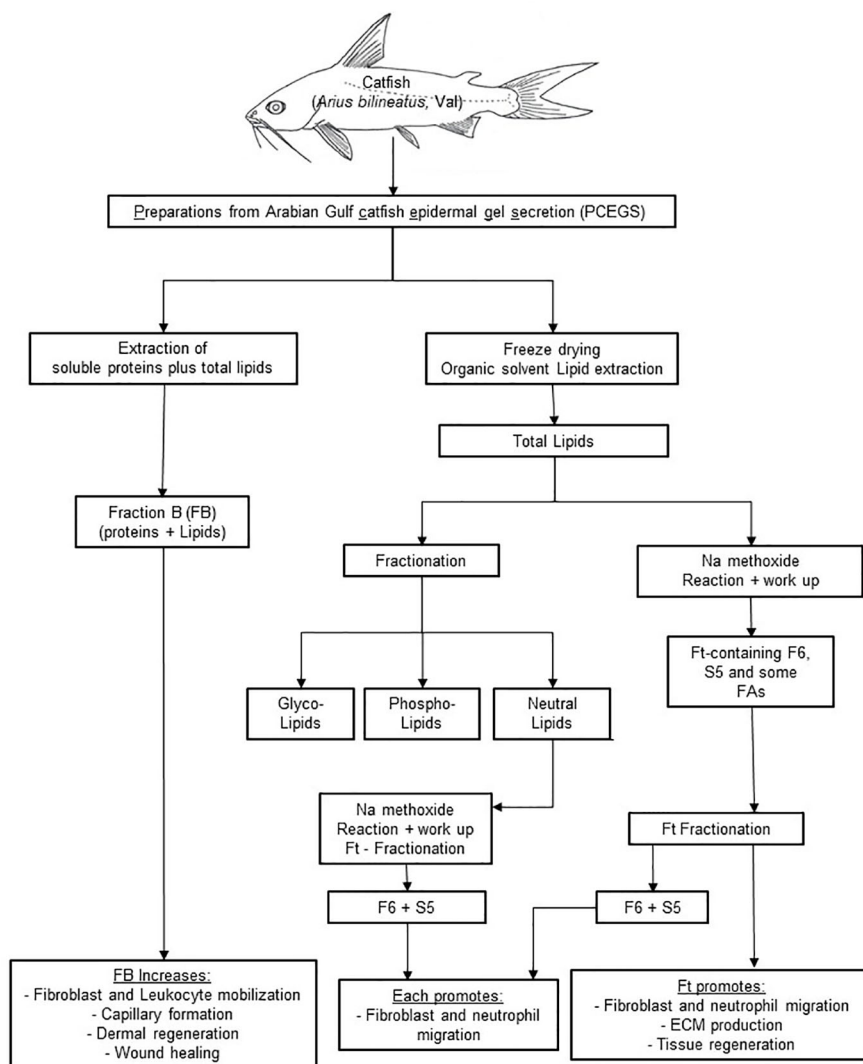 Catfish
(Arius bilineatus, Val)
Preparations from Arabian Gulf catfish epidermal gel secretion (PCEGS)
Extraction of
soluble proteins plus total lipids
Freeze drying
Organic solvent Lipid extraction
Total Lipids
Fraction B (FB)
(proteins + Lipids)
Fractionation
Na methoxide
Reaction + work up
Glyco-
Lipids
Phospho-
Lipids
Neutral
Lipids
Ft-containing F6,
S5 and some
FAs
Na methoxide
Reaction + work up
Ft - Fractionation
Ft Fractionation
F6 + S5
F6 + S5
FB Increases:
- Fibroblast and Leukocyte mobilization
- Capillary formation
- Dermal regeneration
- Wound healing
Each promotes:
- Fibroblast and neutrophil
migration
Ft promotes:
- Fibroblast and neutrophil migration
- ECM production
- Tissue regeneration